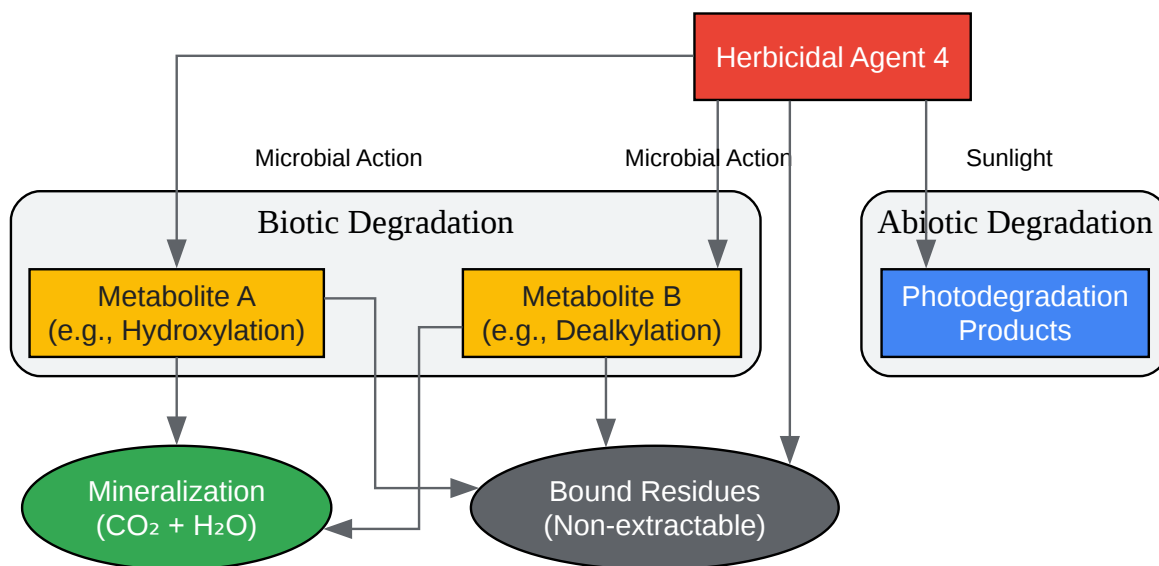 Herbicidal Agent 4
Microbial Action
Microbial Action
Sunlight
Biotic Degradation
Abiotic Degradation
Metabolite A
(e.g., Hydroxylation)
Metabolite B
(e.g., Dealkylation)
Photodegradation
Products
Mineralization
(CO₂ + H₂O)
Bound Residues
(Non-extractable)